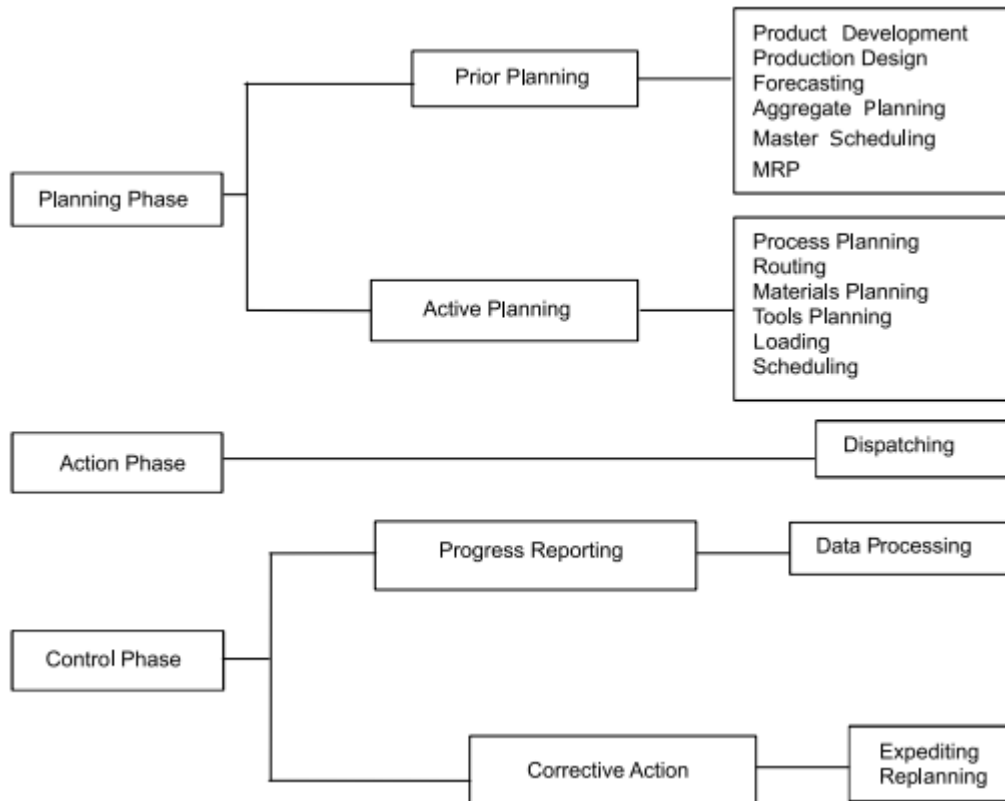 Product Development
Production Design
Forecasting
Aggregate Planning
Master Scheduling
MRP
Prior Planning
Planning Phase
Process Planning
Routing
Materials Planning
Tools Planning
Loading
Scheduling
Active Planning
Action Phase
Dispatching
Progress Reporting
Data Processing
Control Phase
Corrective Action
Expediting
Replanning